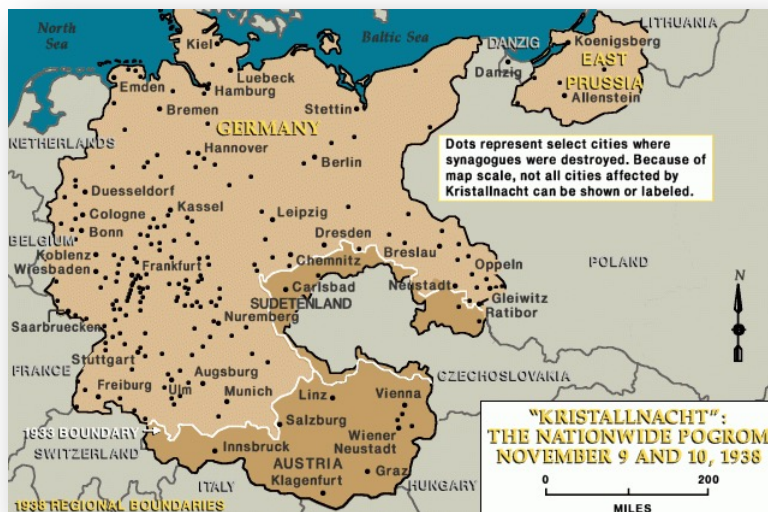 North
Sea
Baltic Sea
LITHUANIA
Kiel
DANZIG
Koenigsberg
EAST
PRUSSIA
Danzig
Allenstein
Luebeck
Hamburg
Emden
Bremen
Stettin
GERMANY
NETHERLANDS
Hannover
Berlin
Dots represent select cities where
synagogues were destroyed. Because of
map scale, not all cities affected by
Kristallnacht can be shown or labeled.
Duesseldorf
Cologne
Kassel
Leipzig
Bonn
BELGIUM
Dresden
Koblenz
Wiesbaden
Frankfurt
Chemnitz
Breslau
Oppeln
POLAND
Carlsbad
Neustadt
SUDETENLAND
Gleiwitz
Ratibor
N
Nuremberg
Saarbruecken
Stuttgart
FRANCE
Augsburg
Freiburg
Ulm
Munich
CZECHOSLOVAKIA
Linz
Vienna
1933 BOUNDARY
Salzburg
SWITZERLAND
Innsbruck
Wiener
Neustadt
AUSTRIA
Graz
Klagenfurt
ITALY
HUNGARY
1938 REGIONAL BOUNDARIES
"KRISTALLNACHT":
THE NATIONWIDE POGROM
NOVEMBER 9 AND 10, 1938
0 200
MILES